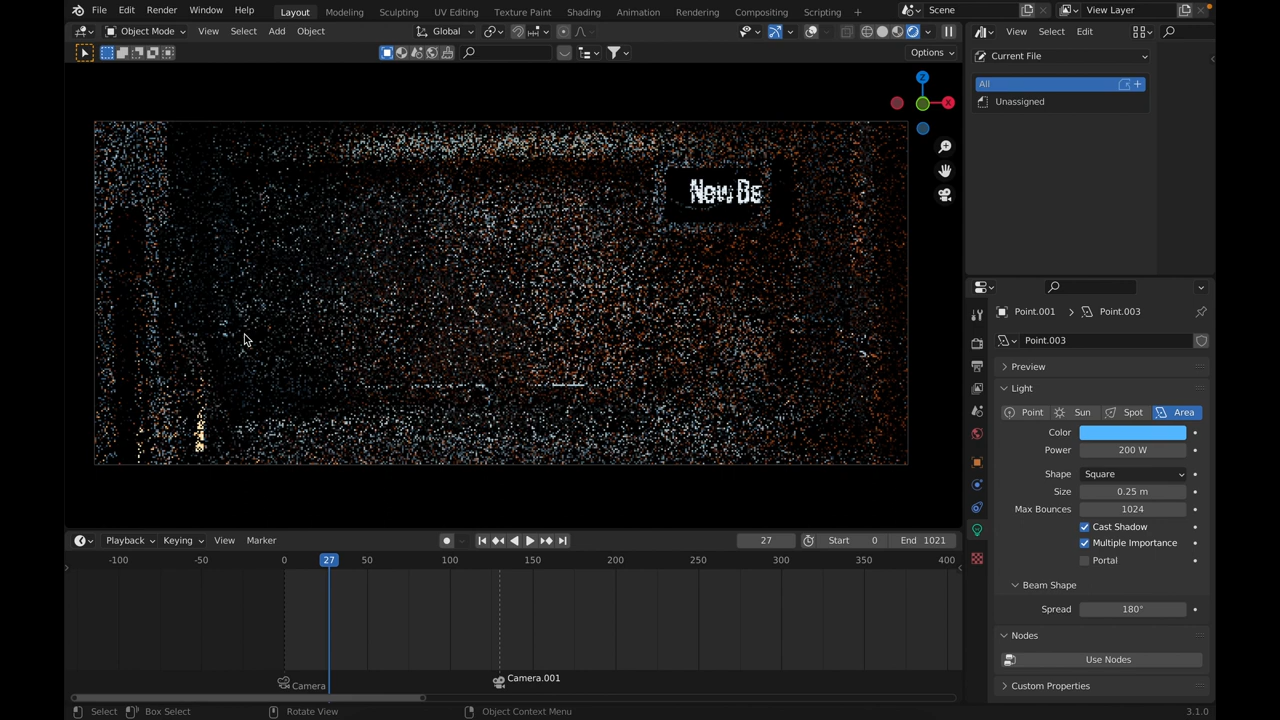 File Edit Render Window Help Layout Modeling Sculpting UV Editing Texture Paint Shading Animation Rendering Compositing Scripting + Scene View Layer
Object Mode View Select Add Object Global View Select Edit
Options Current File
All
Unassigned
Z
X
New De
Point.001 > Point.003
Point.003
Preview
Light
Point Sun Spot Area
Color
Power 200 W
Shape Square
Size 0.25 m
Max Bounces 1024
Cast Shadow
Multiple Importance
Portal
Beam Shape
Spread 180°
Nodes
Use Nodes
Custom Properties
Playback Keying View Marker 27 Start 0 End 1021
-100 -50 0 27 50 100 150 200 250 300 350 400
Camera Camera.001
Select Box Select Rotate View Object Context Menu 3.1.0